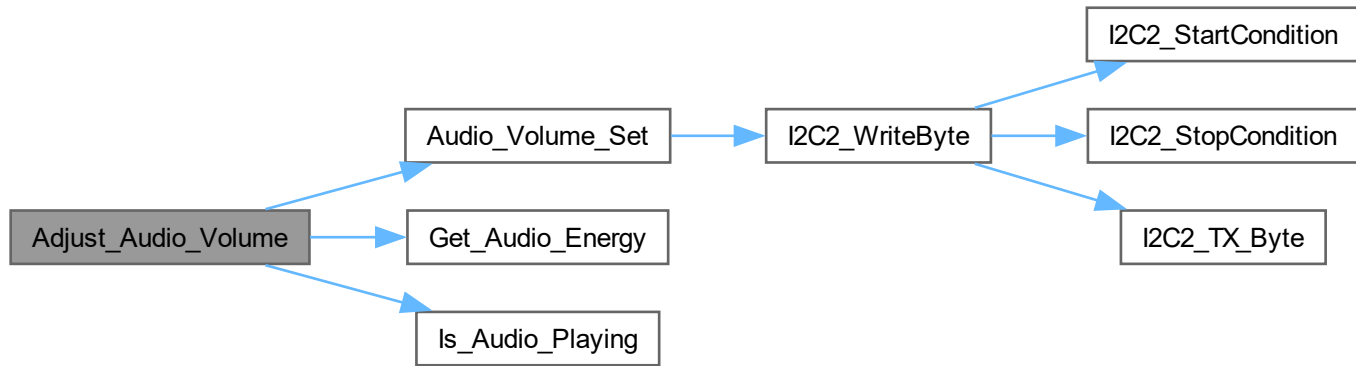 I2C2_StartCondition
Audio_Volume_Set
I2C2_WriteByte
I2C2_StopCondition
Adjust_Audio_Volume
Get_Audio_Energy
I2C2_TX_Byte
Is_Audio_Playing